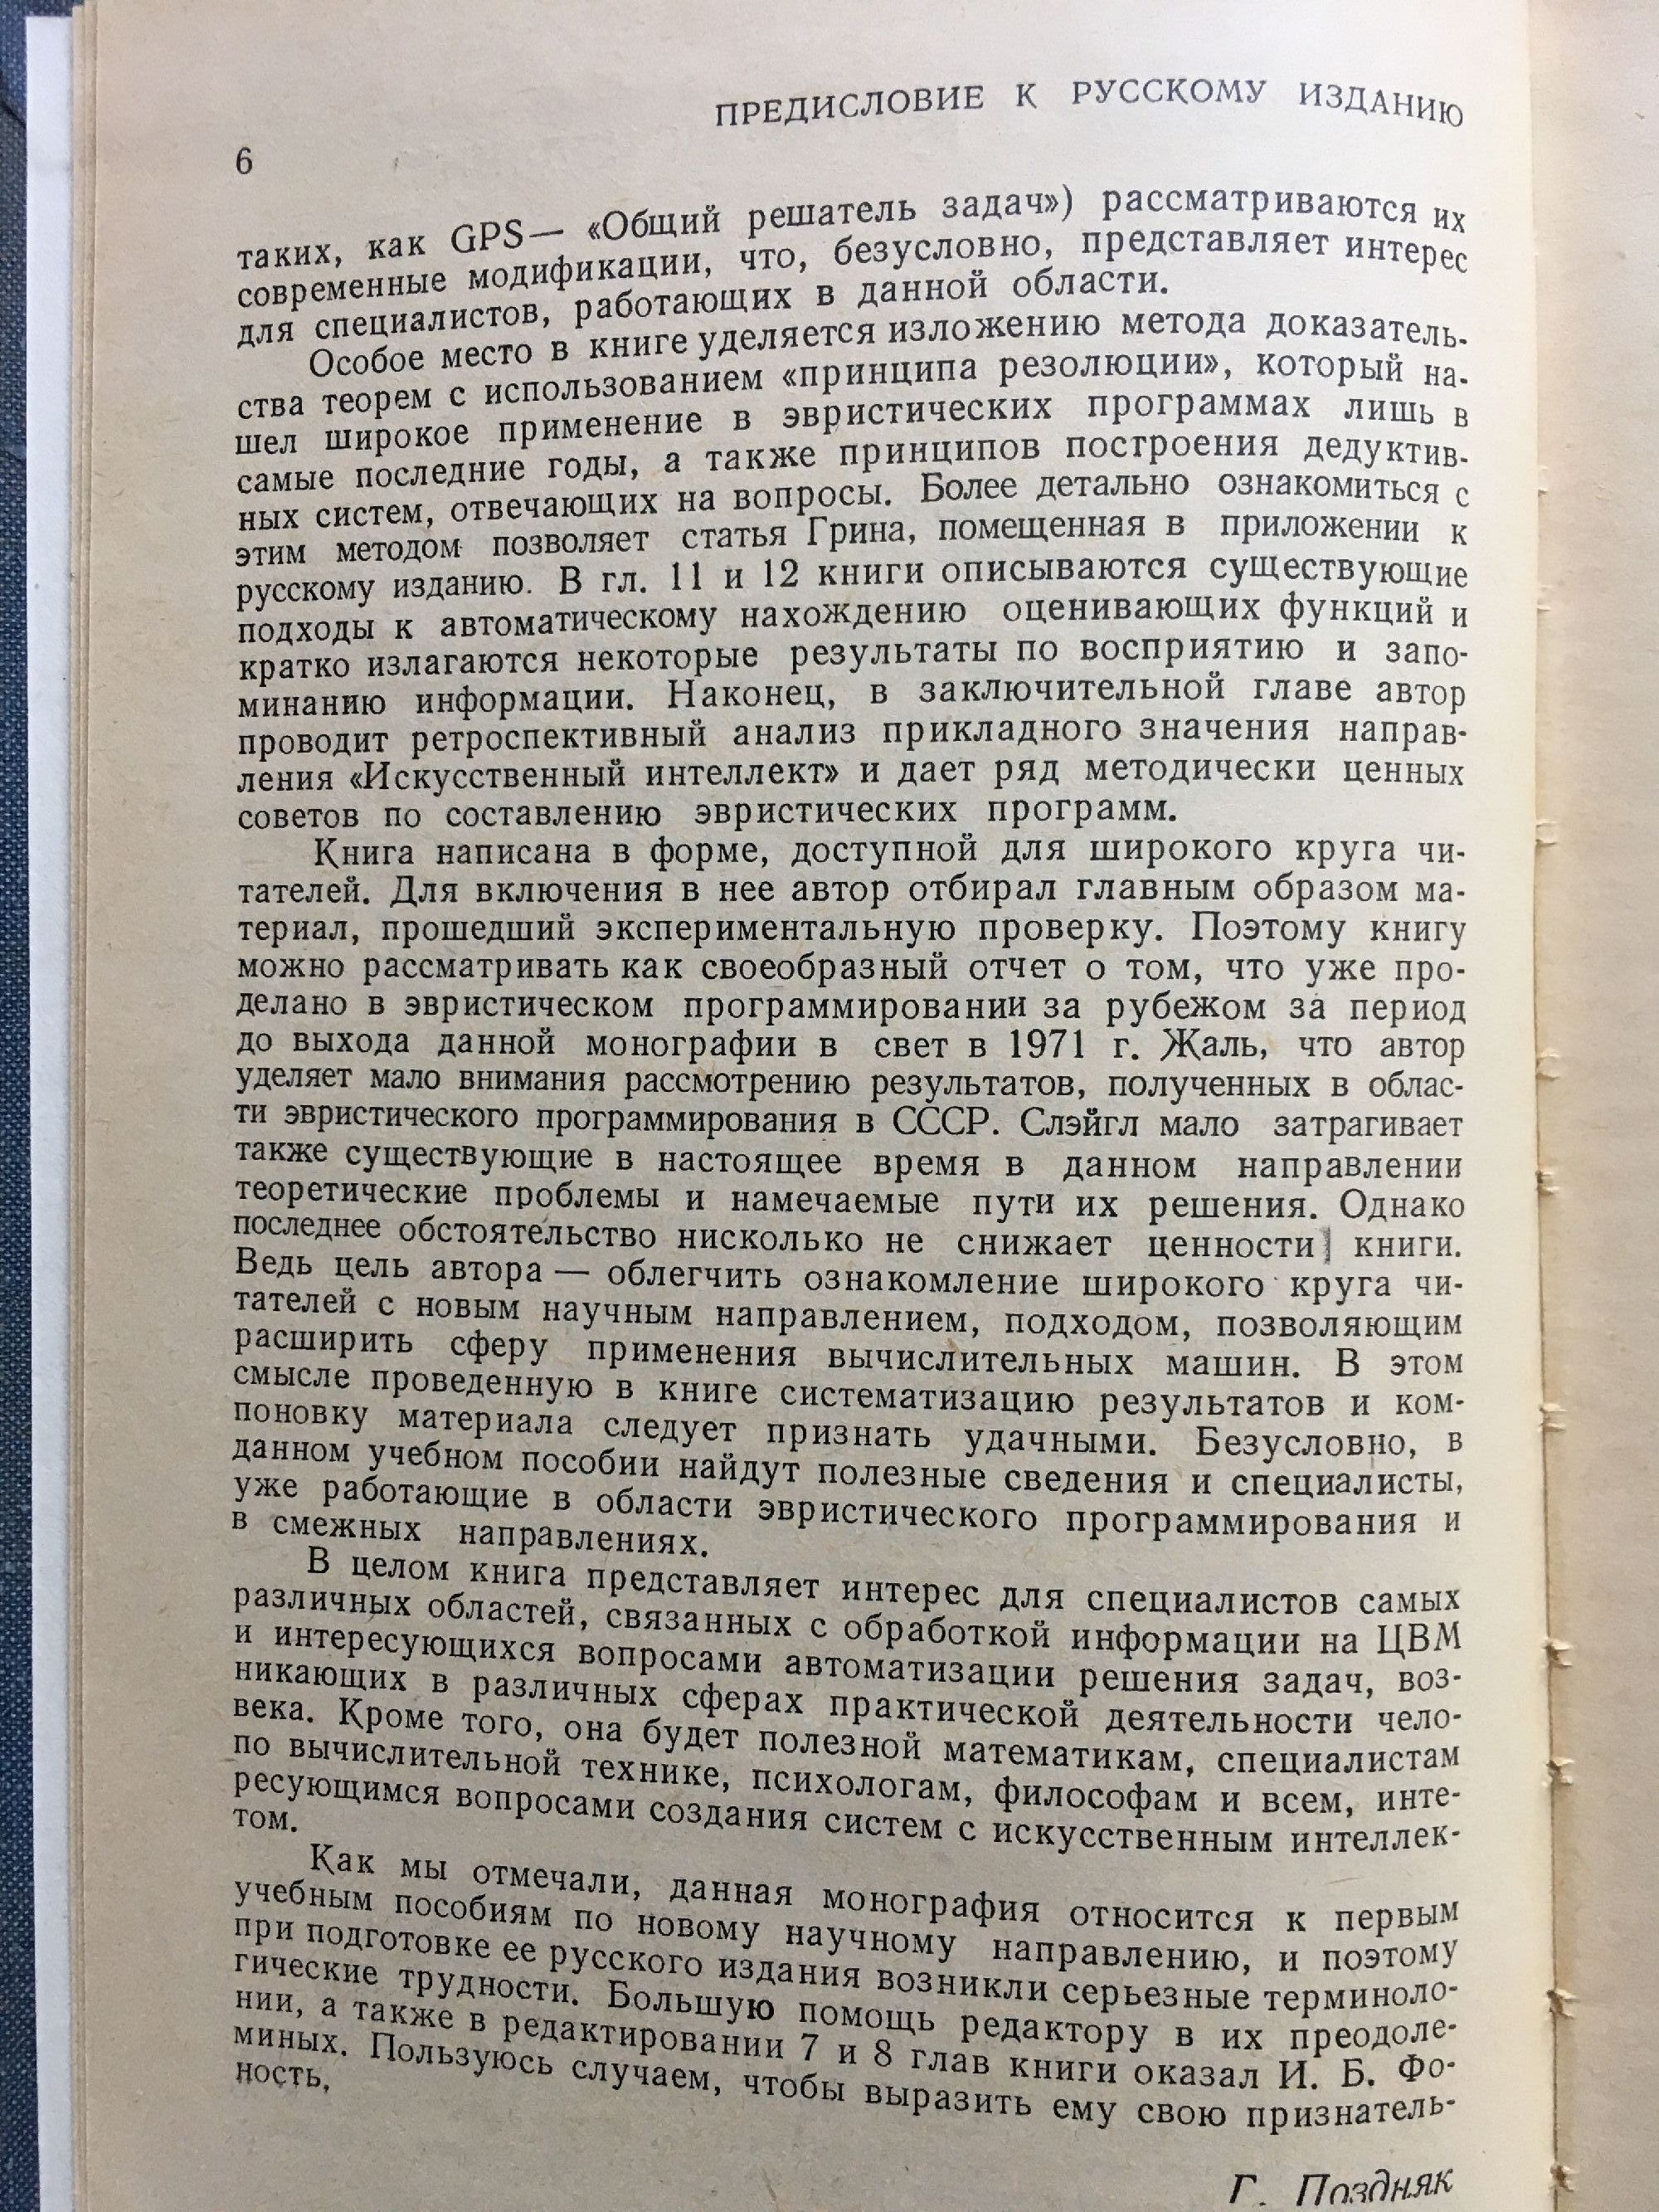 ПРЕДИСЛОВИЕ К РУССКОМУ ИЗДАНИЮ
6
таких, как GPS— «Общий решатель задач») рассматриваются их
современные модификации, что, безусловно, представляет интерес
для специалистов, работающих в данной области.
Особое место в книге уделяется изложению метода доказатель-
ства теорем с использованием «принципа резолюции», который на-
шел широкое применение в эвристических программах лишь в
самые последние годы, а также принципов построения дедуктив-
ных систем, отвечающих на вопросы. Более детально ознакомиться с
этим методом позволяет статья Грина, помещенная в приложении к
русскому изданию. В гл. 11 и 12 книги описываются существующие
подходы к автоматическому нахождению оценивающих функций и
кратко излагаются некоторые результаты по восприятию и запо-
минанию информации. Наконец, в заключительной главе автор
проводит ретроспективный анализ прикладного значения направ-
ления «Искусственный интеллект» и дает ряд методически ценных
советов по составлению эвристических программ.
Книга написана в форме, доступной для широкого круга чи-
тателей. Для включения в нее автор отбирал главным образом ма-
териал, прошедший экспериментальную проверку. Поэтому книгу
можно рассматривать как своеобразный отчет о том, что уже про-
делано в эвристическом программировании за рубежом за период
до выхода данной монографии в свет в 1971 г. Жаль, что автор
уделяет мало внимания рассмотрению результатов, полученных в облас-
ти эвристического программирования в СССР. Слэйгл мало затрагивает
также существующие в настоящее время в данном направлении
теоретические проблемы и намечаемые пути их решения. Однако
последнее обстоятельство нисколько не снижает ценности книги.
Ведь цель автора — облегчить ознакомление широкого круга чи-
тателей с новым научным направлением, подходом, позволяющим
расширить сферу применения вычислительных машин. В этом
смысле проведенную в книге систематизацию результатов и ком-
поновку материала следует признать удачными. Безусловно, в
данном учебном пособии найдут полезные сведения и специалисты,
уже работающие в области эвристического программирования и
в смежных направлениях.
В целом книга представляет интерес для специалистов самых
различных областей, связанных с обработкой информации на ЦВМ
и интересующихся вопросами автоматизации решения задач, воз-
никающих в различных сферах практической деятельности чело-
века. Кроме того, она будет полезной математикам, специалистам
по вычислительной технике, психологам, философам и всем, инте-
ресующимся вопросами создания систем с искусственным интеллек-
том.
Как мы отмечали, данная монография относится к первым
учебным пособиям по новому научному направлению, и поэтому
при подготовке ее русского издания возникли серьезные терминоло-
гические трудности. Большую помощь редактору в их преодоле-
нии, а также в редактировании 7 и 8 глав книги оказал И. Б. Фо-
миных. Пользуюсь случаем, чтобы выразить ему свою признатель-
ность.
Г. Поздняк